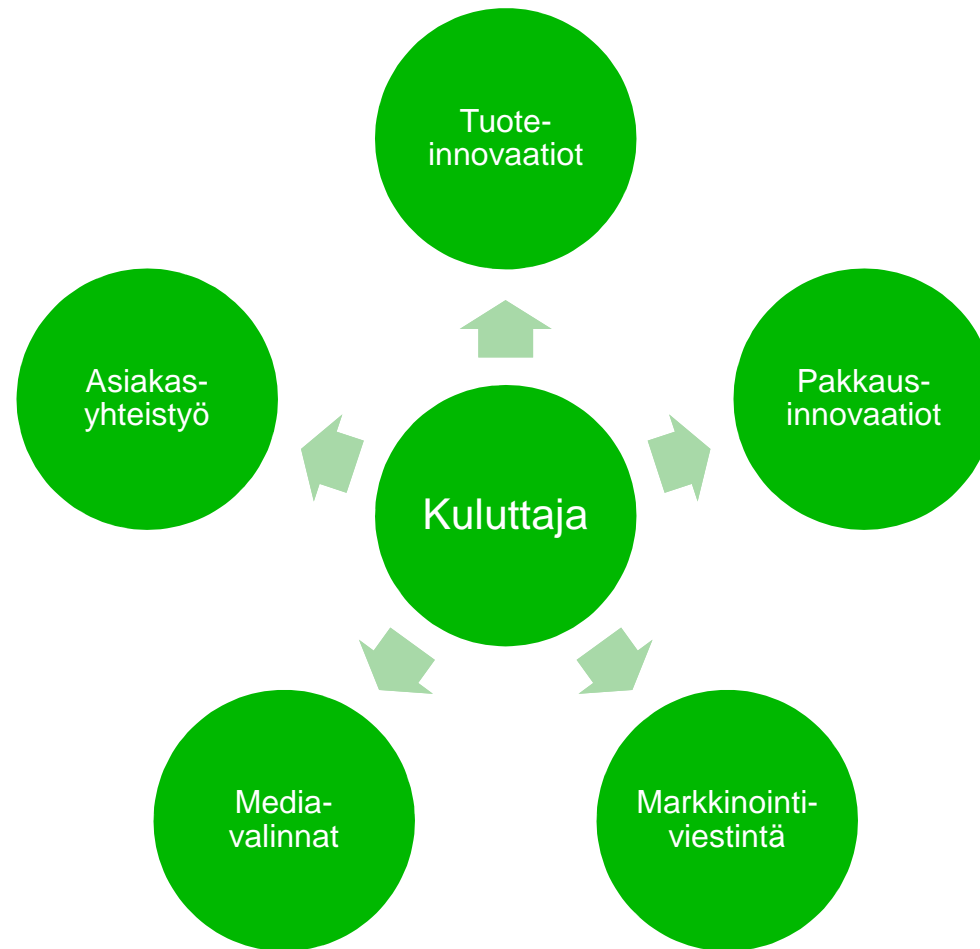 Tuote-
innovaatiot
Asiakas-
yhteistyö
Pakkaus-
innovaatiot
Kuluttaja
Media-
valinnat
Markkinointi-
viestintä